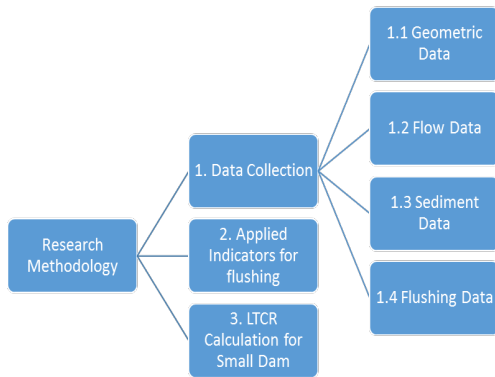 1.1 Geometric
Data
1.2 Flow Data
1. Data Collection
1.3 Sediment
Data
Research
Methodology
2. Applied
Indicators for
flushing
1.4 Flushing Data
3. LTCR
Calculation for
Small Dam